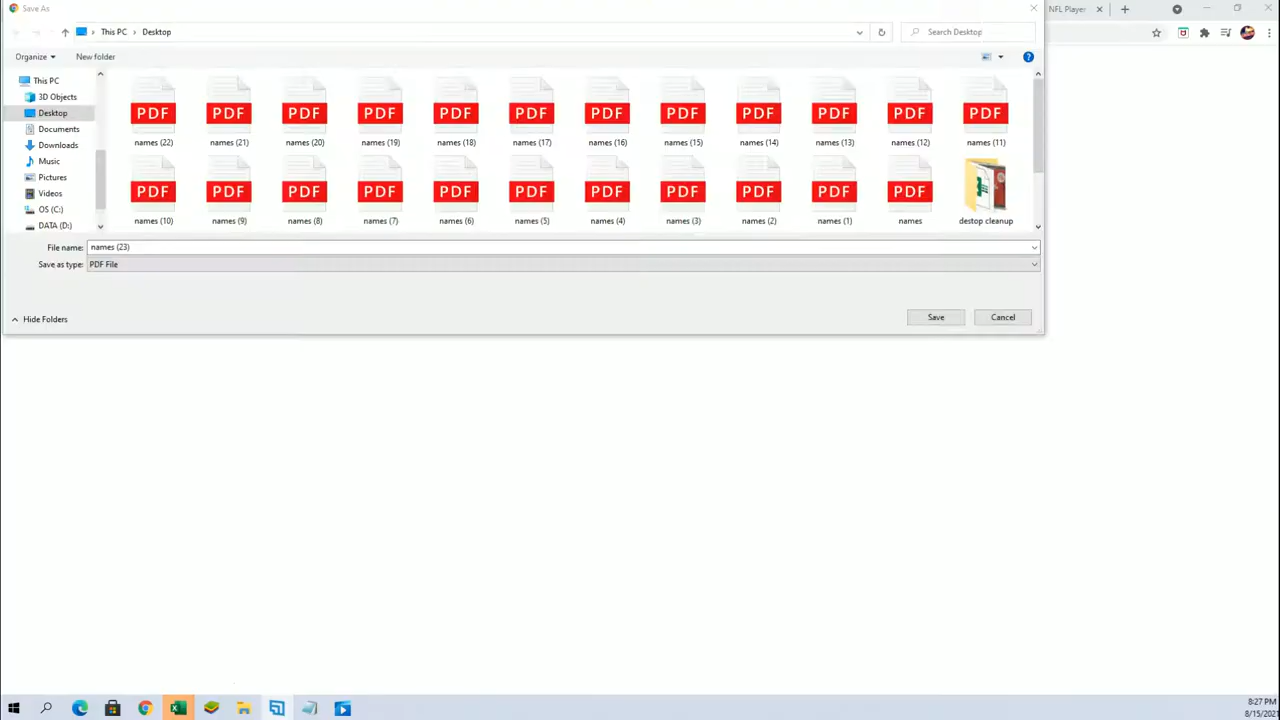 Save As
NFL Player
This PC > Desktop
Search Desktop
Organize
New folder
This PC
3D Objects
Desktop
Documents
Downloads
Music
Pictures
Videos
OS (C:)
DATA (D:)
PDF PDF PDF PDF PDF PDF PDF PDF PDF PDF PDF PDF
names (22) names (21) names (20) names (19) names (18) names (17) names (16) names (15) names (14) names (13) names (12) names (11)
PDF PDF PDF PDF PDF PDF PDF PDF PDF PDF PDF
names (10) names (9) names (8) names (7) names (6) names (5) names (4) names (3) names (2) names (1) names destop cleanup
File name: names (23)
Save as type: PDF File
Hide Folders
Save
Cancel
8:27 PM